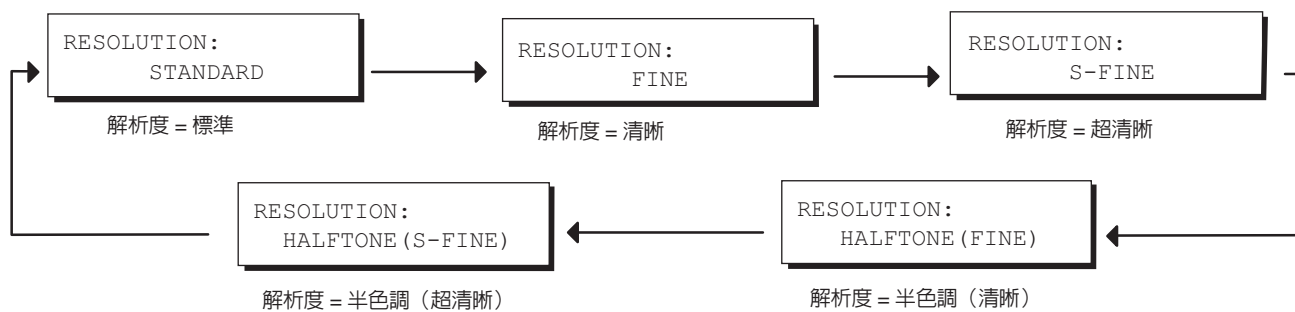 RESOLUTION:
STANDARD
解析度 = 標準
RESOLUTION:
FINE
解析度 = 清晰
RESOLUTION:
S-FINE
解析度 = 超清晰
RESOLUTION:
HALFTONE(FINE)
解析度 = 半色調（清晰）
RESOLUTION:
HALFTONE(S-FINE)
解析度 = 半色調（超清晰）